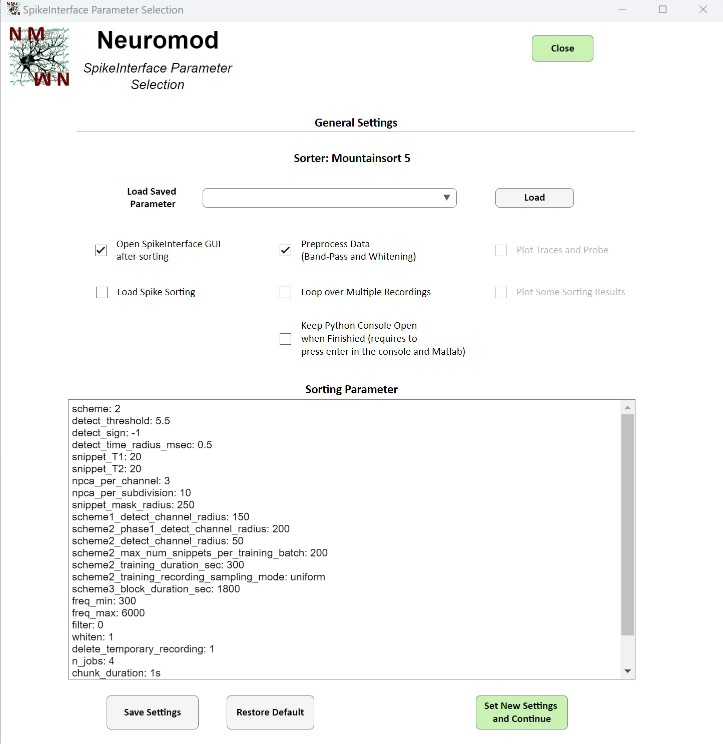 SpikeInterface Parameter Selection
N M
Neuromod
Close
SpikeInterface Parameter
Selection
W N
General Settings
Sorter: Mountainsort 5
Load Saved
Parameter
Load
Open SpikeInterface GUI
after sorting
Preprocess Data
(Band-Pass and Whitening)
Plot Traces and Probe
Load Spike Sorting
Loop over Multiple Recordings
Plot Some Sorting Results
Keep Python Console Open
when Finishied (requires to
press enter in the console and Matlab)
Sorting Parameter
scheme: 2
detect_threshold: 5.5
detect_sign: -1
detect_time_radius_msec: 0.5
snippet_T1: 20
snippet_T2: 20
npca_per_channel: 3
npca_per_subdivision: 10
snippet_mask_radius: 250
scheme1_detect_channel_radius: 150
scheme2_phase1_detect_channel_radius: 200
scheme2_detect_channel_radius: 50
scheme2_max_num_snippets_per_training_batch: 200
scheme2_training_duration_sec: 300
scheme2_training_recording_sampling_mode: uniform
scheme3_block_duration_sec: 1800
freq_min: 300
freq_max: 6000
filter: 0
whiten: 1
delete_temporary_recording: 1
n_jobs: 4
chunk_duration: 1s
Save Settings
Restore Default
Set New Settings
and Continue